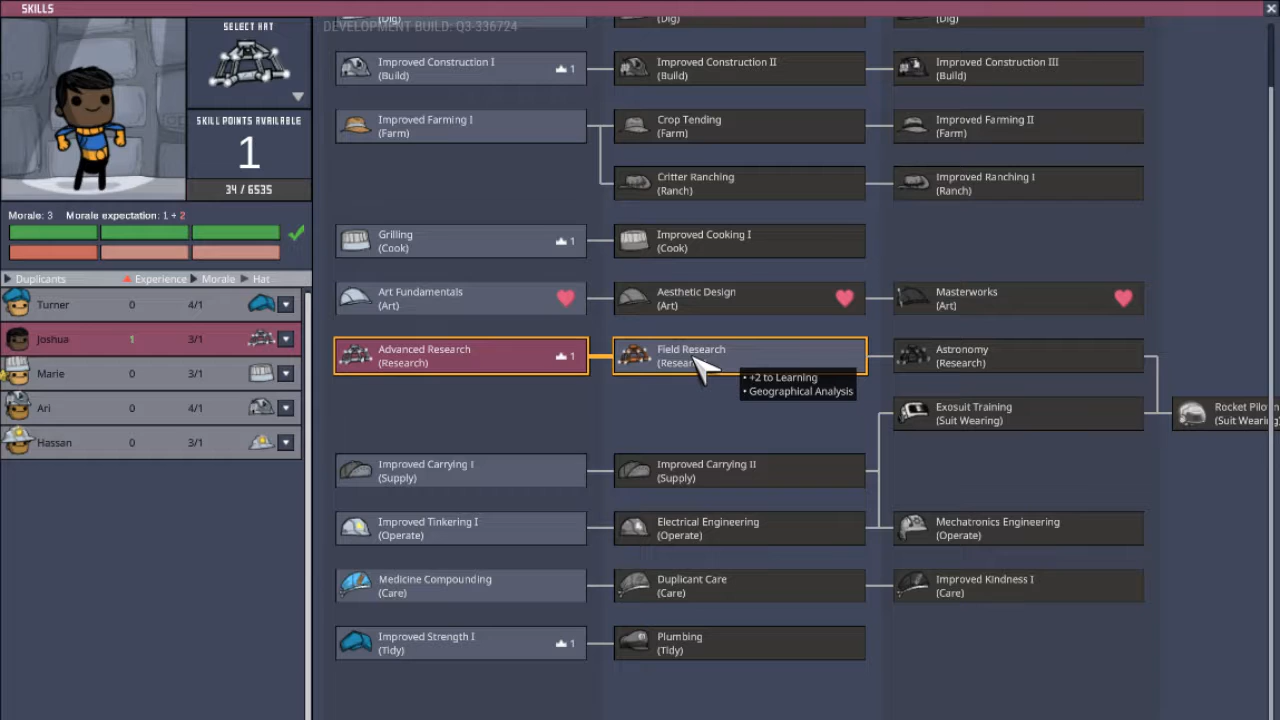 SKILLS
DEVELOPMENT BUILD: Q3-336724
SELECT HAT
SKILL POINTS AVAILABLE
1
34 / 6535
Morale: 3 Morale expectation: 1 + 2
Duplicants Experience Morale Hat
Turner 0 4/1
Joshua 1 3/1
Marie 0 3/1
Ari 0 4/1
Hassan 0 3/1
(Dig) (Dig) (Dig)
Improved Construction I
(Build)
1
Improved Construction II
(Build)
Improved Construction III
(Build)
Improved Farming I
(Farm)
Crop Tending
(Farm)
Improved Farming II
(Farm)
Critter Ranching
(Ranch)
Improved Ranching I
(Ranch)
Grilling
(Cook)
1
Improved Cooking I
(Cook)
Art Fundamentals
(Art)
Aesthetic Design
(Art)
Masterworks
(Art)
Advanced Research
(Research)
1
Field Research
• +2 to Learning
• Geographical Analysis
Astronomy
(Research)
Exosuit Training
(Suit Wearing)
Rocket
(Suit Wearing)
Improved Carrying I
(Supply)
Improved Carrying II
(Supply)
Improved Tinkering I
(Operate)
Electrical Engineering
(Operate)
Mechatronics Engineering
(Operate)
Medicine Compounding
(Care)
Duplicant Care
(Care)
Improved Kindness I
(Care)
Improved Strength I
(Tidy)
1
Plumbing
(Tidy)